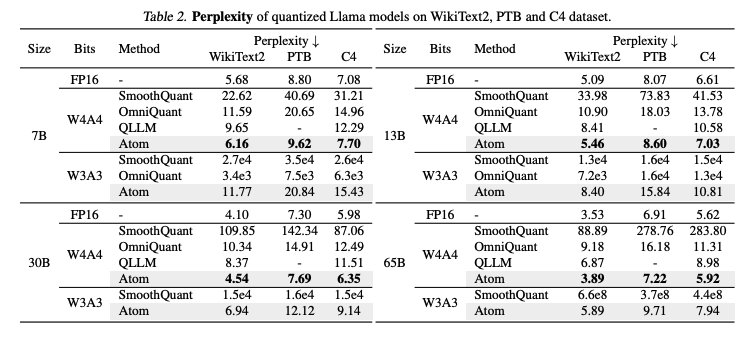 Table 2. Perplexity of quantized Llama models on WikiText2, PTB and C4 dataset.
Size Bits Method Perplexity ↓ WikiText2 PTB C4
7B
FP16 - 5.68 8.80 7.08
W4A4
SmoothQuant 22.62 40.69 31.21
OmniQuant 11.59 20.65 14.96
QLLM 9.65 - 12.29
Atom 6.16 9.62 7.70
W3A3
SmoothQuant 2.7e4 3.5e4 2.6e4
OmniQuant 3.4e3 7.5e3 6.3e3
Atom 11.77 20.84 15.43
30B
FP16 - 4.10 7.30 5.98
W4A4
SmoothQuant 109.85 142.34 87.06
OmniQuant 10.34 14.91 12.49
QLLM 8.37 - 11.51
Atom 4.54 7.69 6.35
W3A3
SmoothQuant 1.5e4 1.6e4 1.5e4
Atom 6.94 12.12 9.14
Size Bits Method Perplexity ↓ WikiText2 PTB C4
13B
FP16 - 5.09 8.07 6.61
W4A4
SmoothQuant 33.98 73.83 41.53
OmniQuant 10.90 18.03 13.78
QLLM 8.41 - 10.58
Atom 5.46 8.60 7.03
W3A3
SmoothQuant 1.3e4 1.6e4 1.5e4
OmniQuant 7.2e3 1.6e4 1.3e4
Atom 8.40 15.84 10.81
65B
FP16 - 3.53 6.91 5.62
W4A4
SmoothQuant 88.89 278.76 283.80
OmniQuant 9.18 16.18 11.31
QLLM 6.87 - 8.98
Atom 3.89 7.22 5.92
W3A3
SmoothQuant 6.6e8 3.7e8 4.4e8
Atom 5.89 9.71 7.94